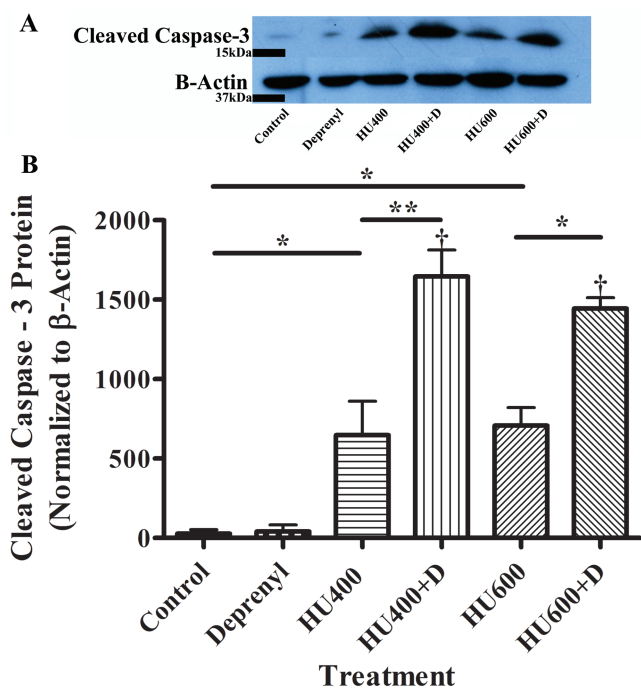 A
Cleaved Caspase-3
15kDa
B-Actin
37kDa
Control
Deprenyl
HU400
HU400+D
HU600
HU600+D
B
Cleaved Caspase - 3 Protein
(Normalized to β-Actin)
2000
1500
1000
500
0
*
*
**
*
†
†
Control
Deprenyl
HU400
HU400+D
HU600
HU600+D
Treatment